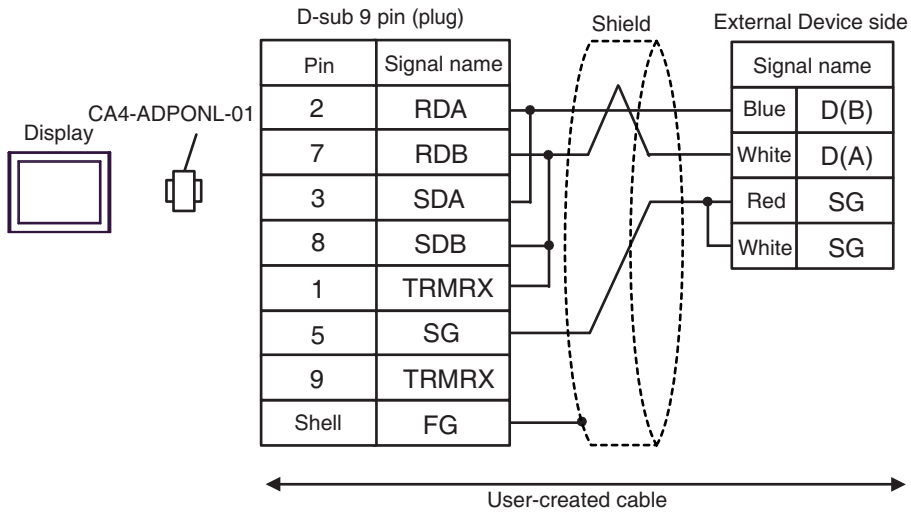 D-sub 9 pin (plug)
Shield
External Device side
Pin Signal name
Signal name
CA4-ADPONL-01
Display
2 RDA
Blue D(B)
7 RDB
White D(A)
3 SDA
Red SG
8 SDB
White SG
1 TRMRX
5 SG
9 TRMRX
Shell FG
User-created cable